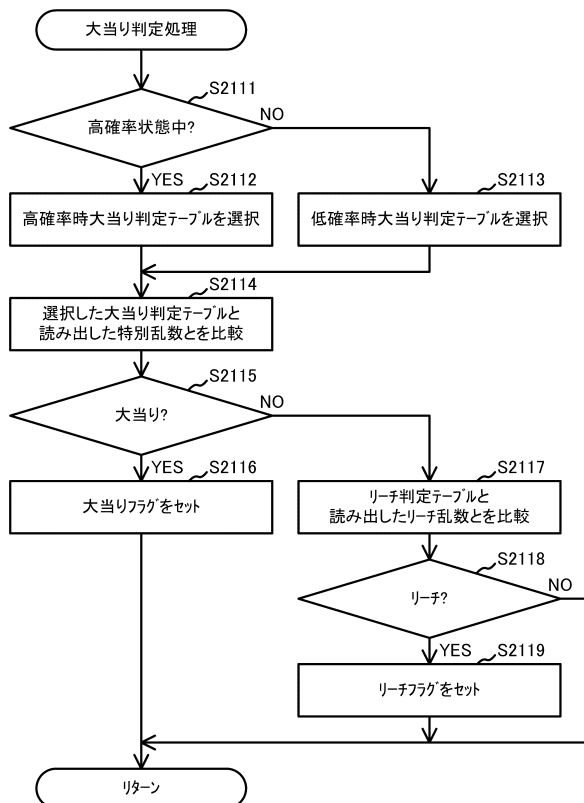 大当り判定処理
S2111
高確率状態中?
NO
YES
S2112
S2113
高確率時大当り判定テーブルを選択
低確率時大当り判定テーブルを選択
S2114
選択した大当り判定テーブルと
読み出した特別乱数とを比較
S2115
大当り?
NO
YES
S2116
S2117
大当りフラグをセット
リーチ判定テーブルと
読み出したリーチ乱数とを比較
S2118
リーチ?
NO
YES
S2119
リーチフラグをセット
リターン